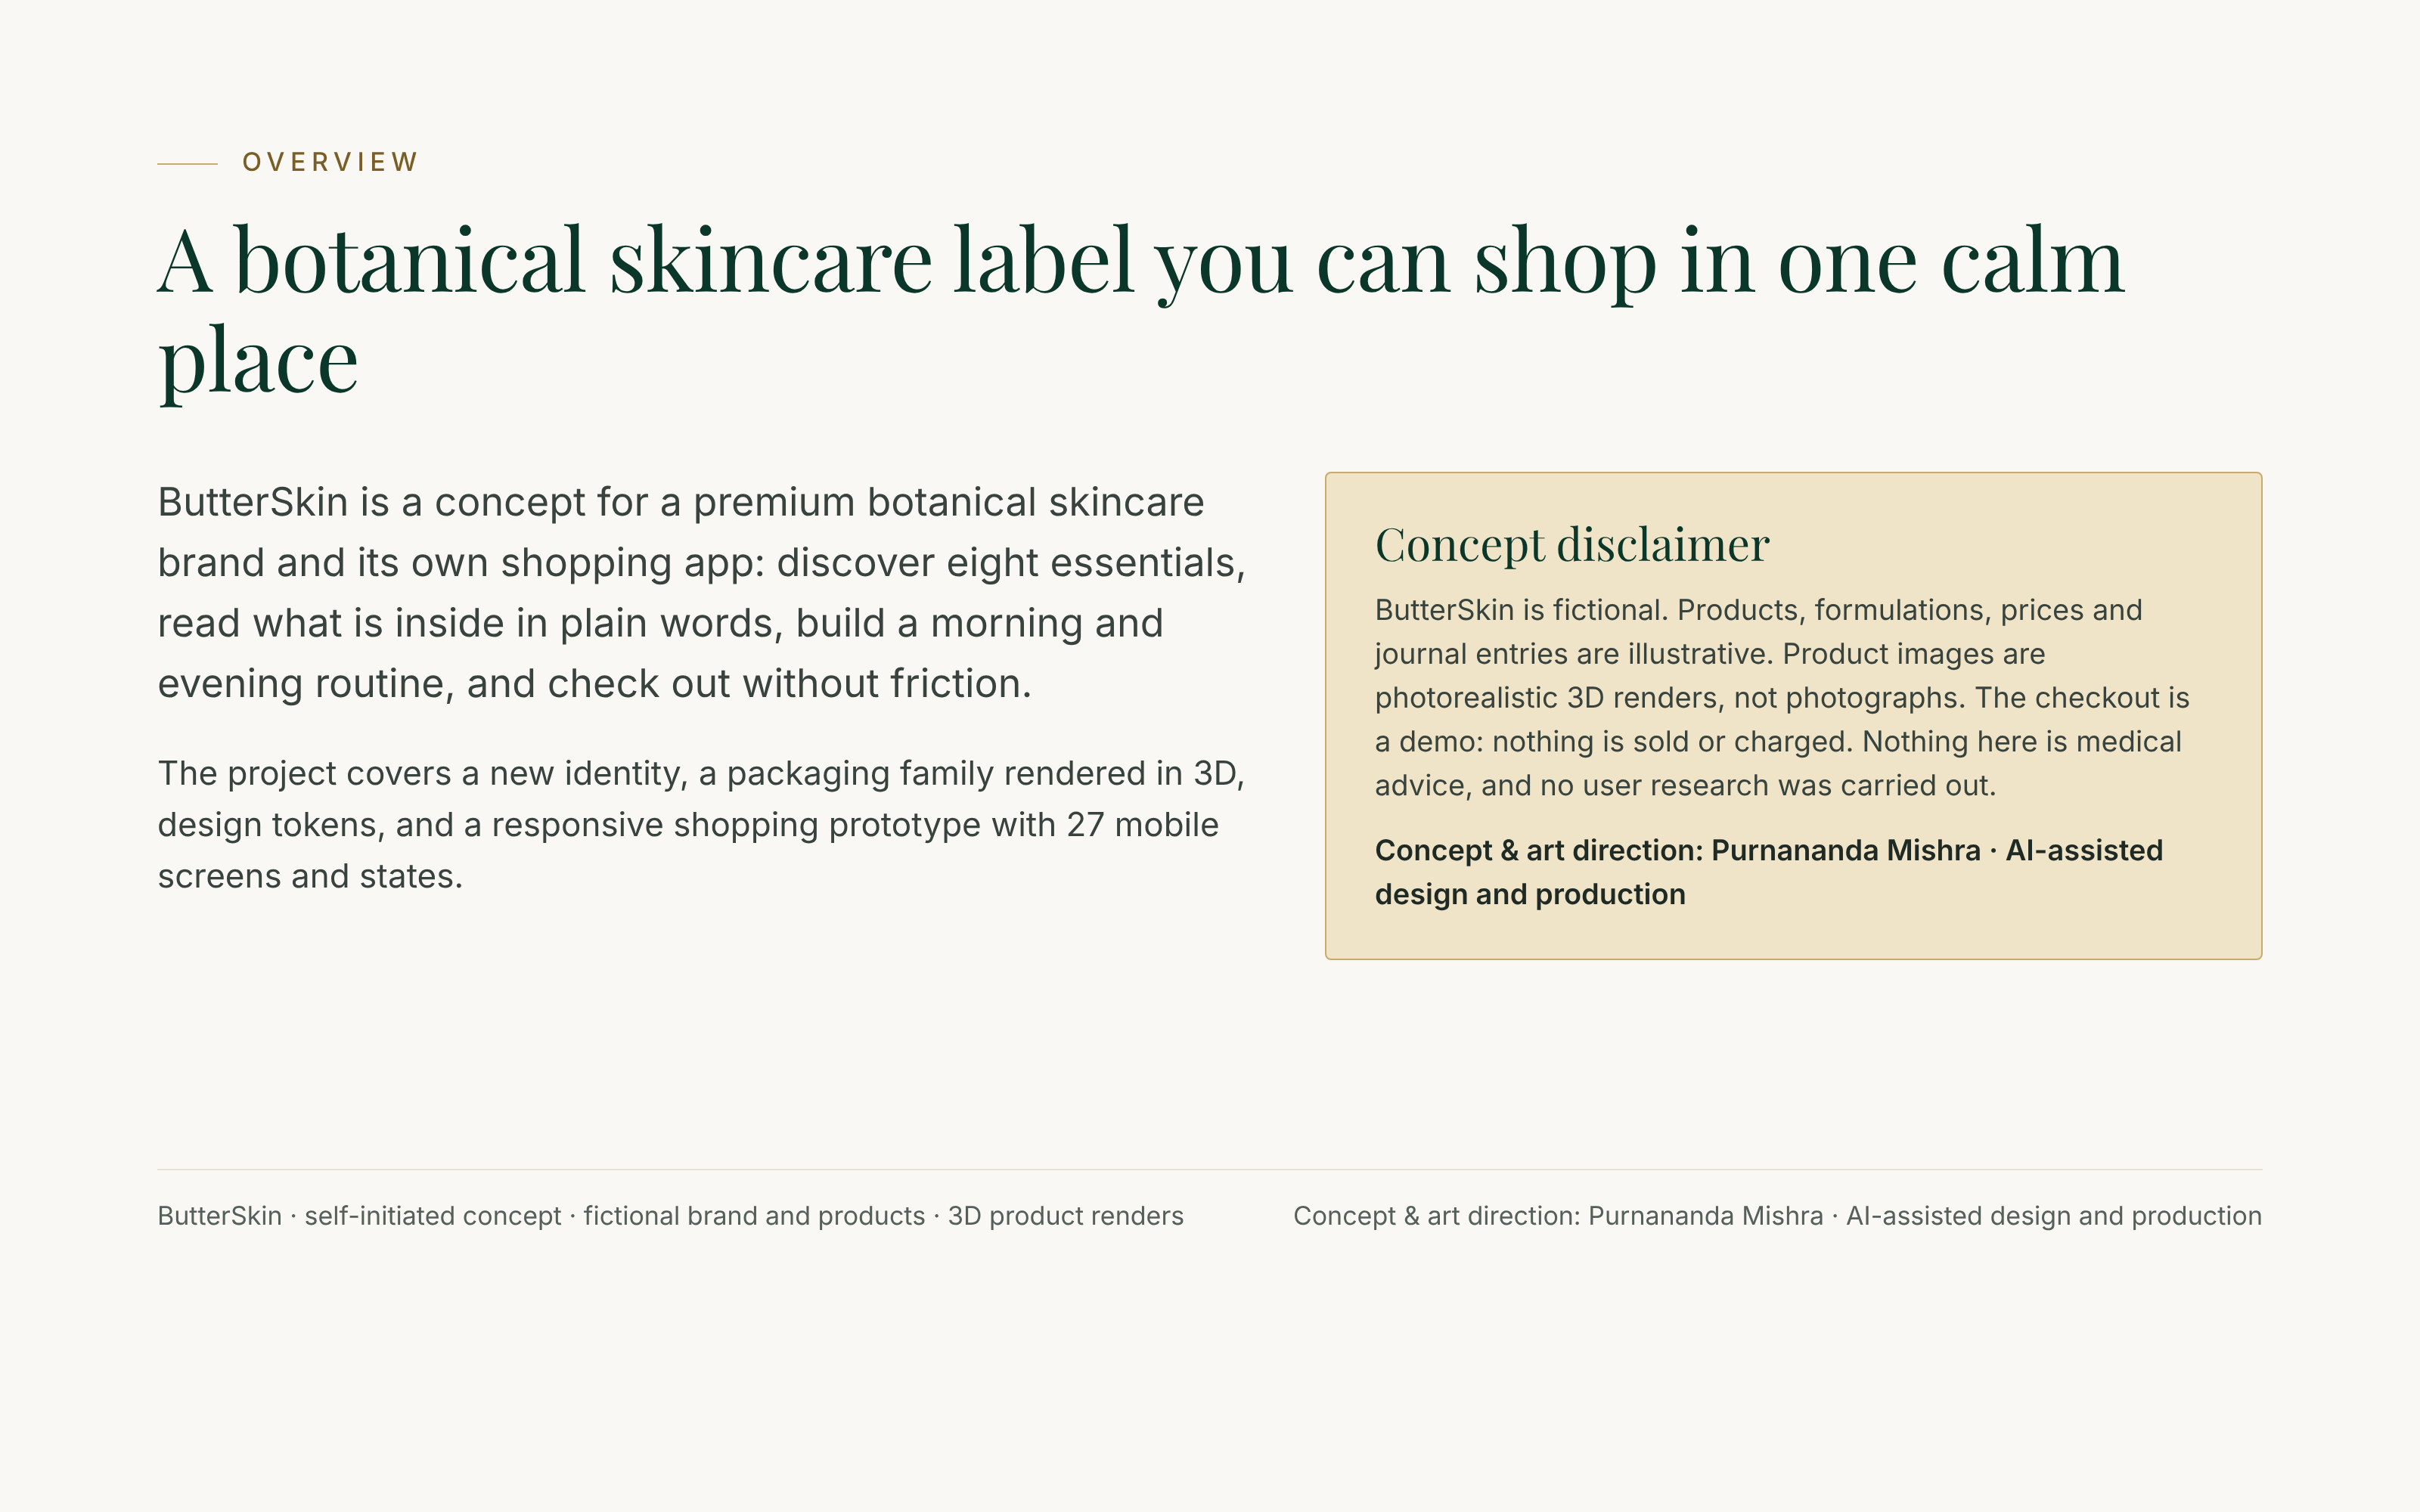 OVERVIEW
A botanical skincare label you can shop in one calm
place
ButterSkin is a concept for a premium botanical skincare
brand and its own shopping app: discover eight essentials,
read what is inside in plain words, build a morning and
evening routine, and check out without friction.
The project covers a new identity, a packaging family rendered in 3D,
design tokens, and a responsive shopping prototype with 27 mobile
screens and states.
Concept disclaimer
ButterSkin is fictional. Products, formulations, prices and
journal entries are illustrative. Product images are
photorealistic 3D renders, not photographs. The checkout is
a demo: nothing is sold or charged. Nothing here is medical
advice, and no user research was carried out.
Concept & art direction: Purnananda Mishra · AI-assisted
design and production
ButterSkin · self-initiated concept · fictional brand and products · 3D product renders
Concept & art direction: Purnananda Mishra · AI-assisted design and production